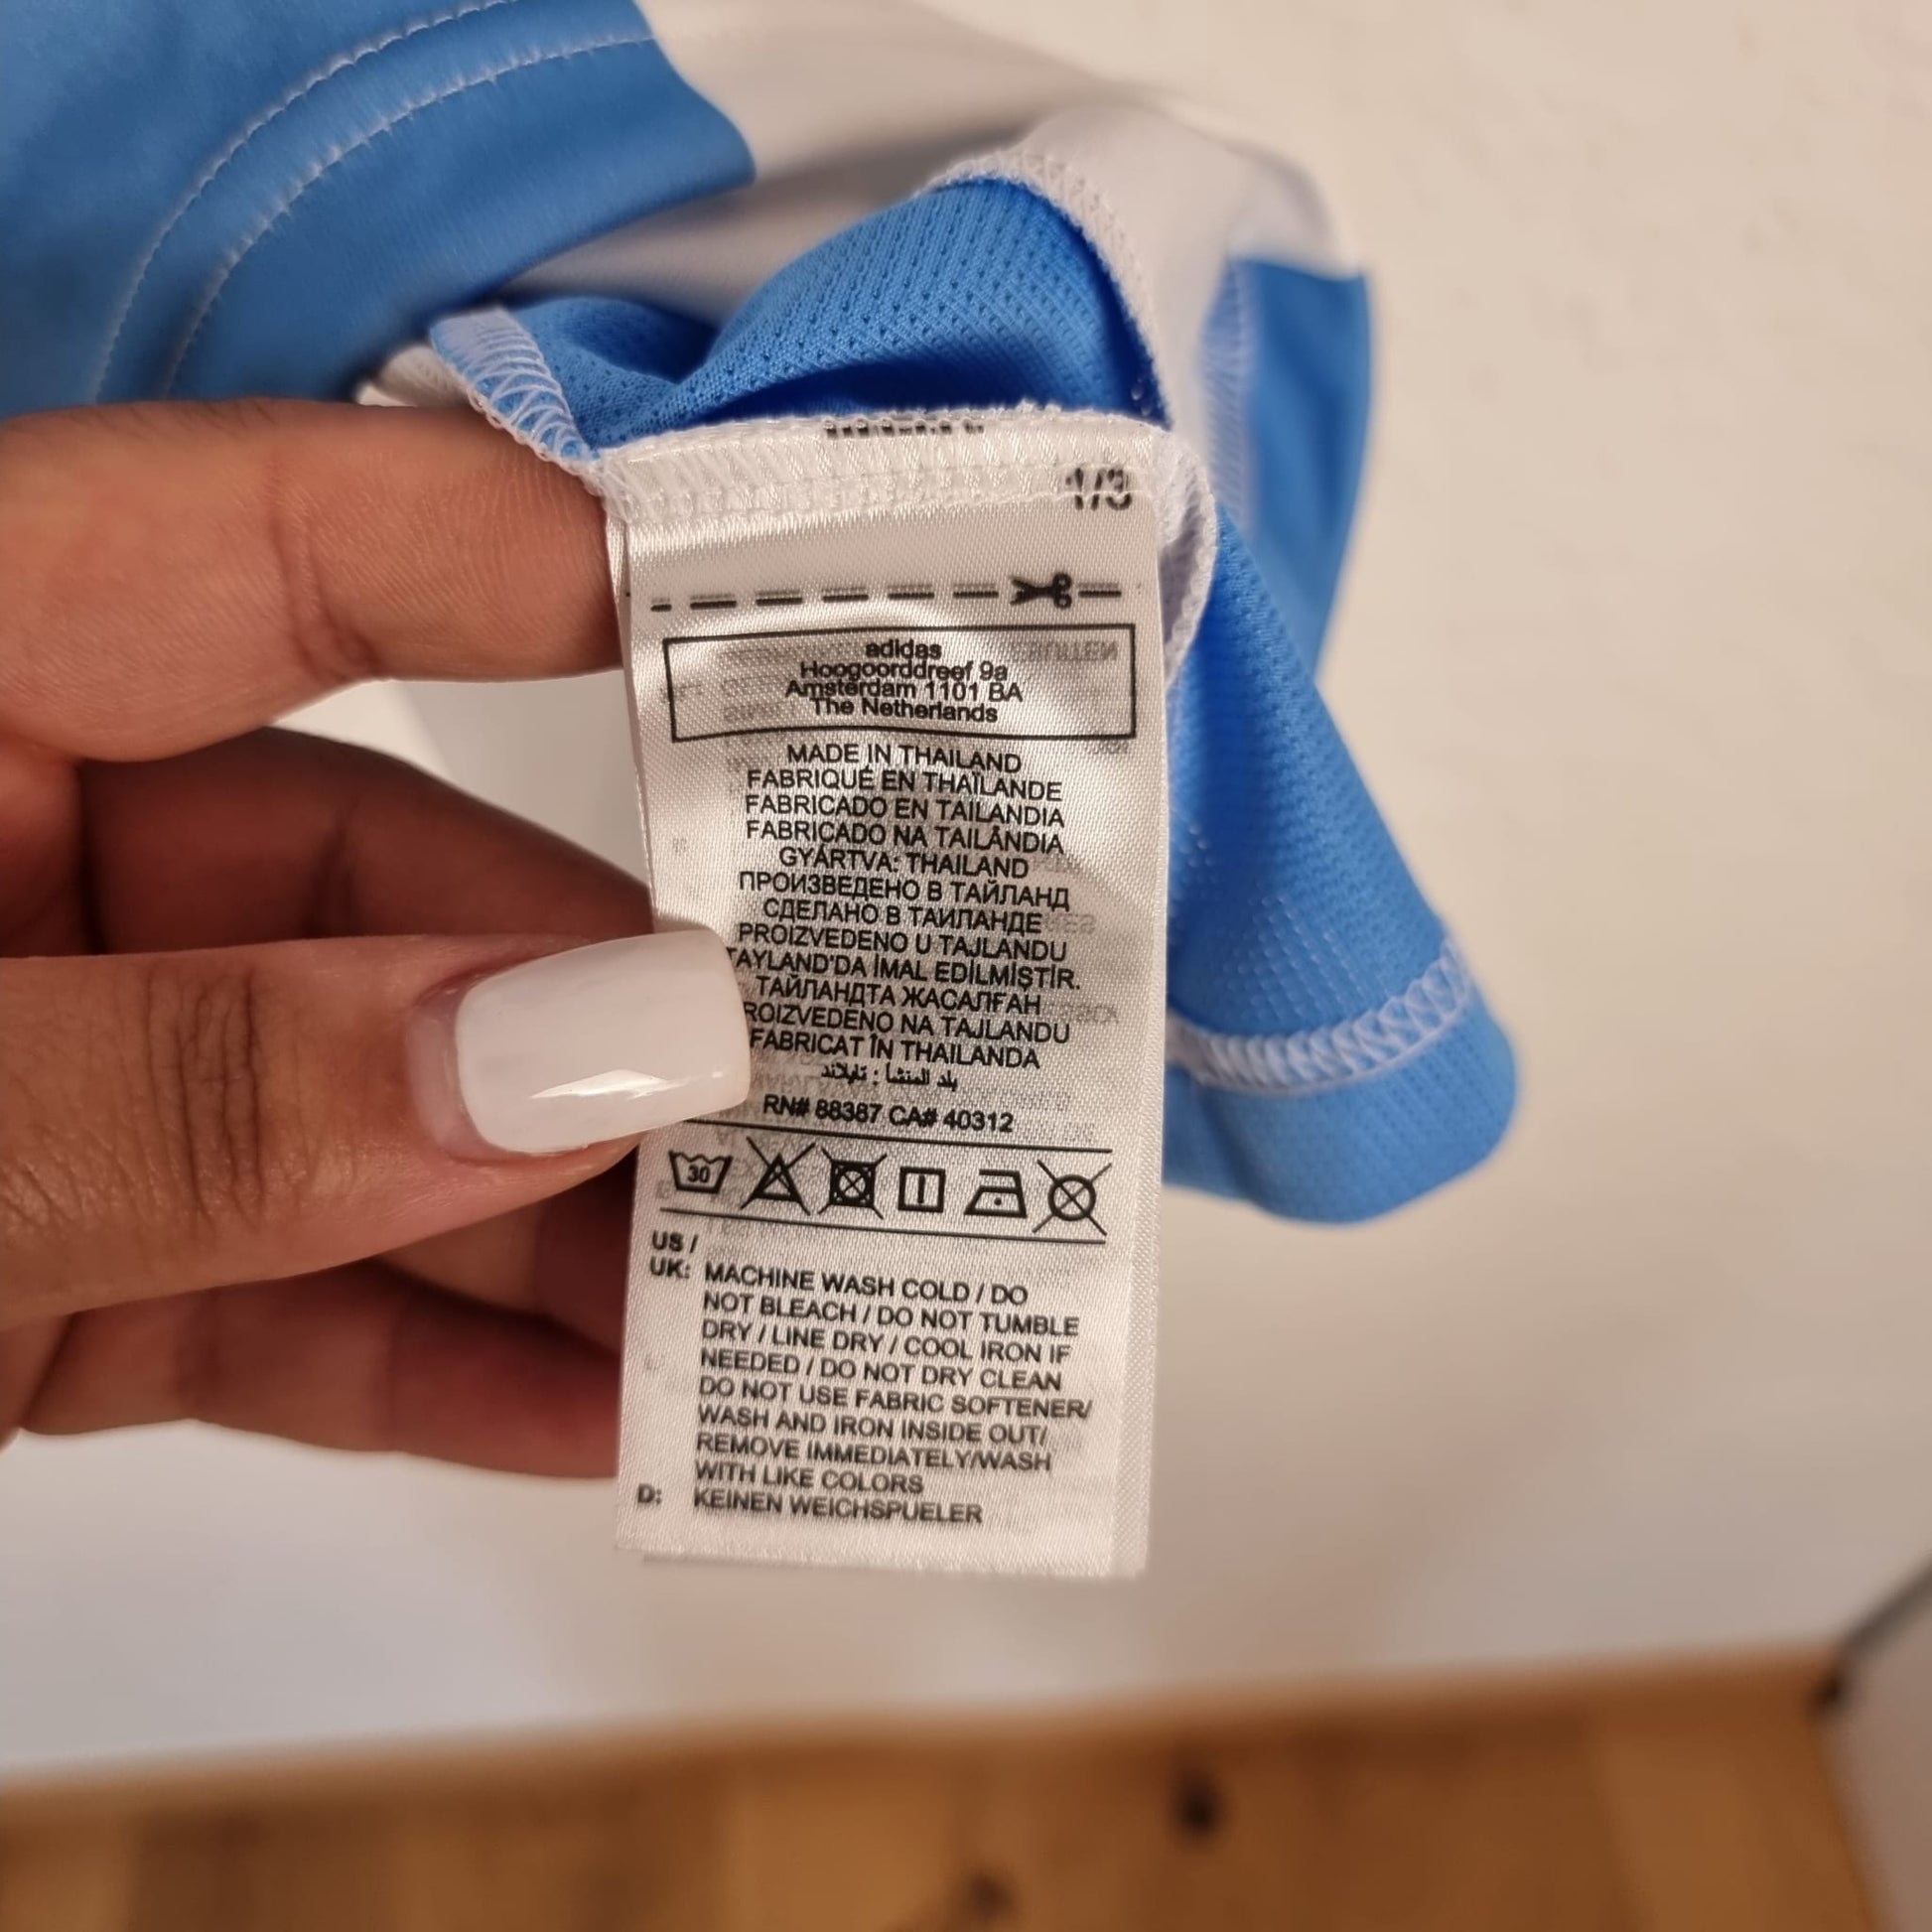 1/3
adidas
Hoogoorddreef 9a
Amsterdam 1101 BA
The Netherlands
MADE IN THAILAND
FABRIQUÉ EN THAÏLANDE
FABRICADO EN TAILANDIA
FABRICADO NA TAILÂNDIA
GYÁRTVA: THAILAND
ПРОИЗВЕДЕНО В ТАЙЛАНД
СДЕЛАНО В ТАИЛАНДЕ
PROIZVEDENO U TAJLANDU
TAYLAND'DA İMAL EDİLMİŞTİR.
ТАЙЛАНДТА ЖАСАЛҒАН
ROIZVEDENO NA TAJLANDU
FABRICAT ÎN THAILANDA
بلد المنشأ : تايلاند
RN# 88387 CA# 40312
30
US /
UK: MACHINE WASH COLD / DO
NOT BLEACH / DO NOT TUMBLE
DRY / LINE DRY / COOL IRON IF
NEEDED / DO NOT DRY CLEAN
DO NOT USE FABRIC SOFTENER/
WASH AND IRON INSIDE OUT/
REMOVE IMMEDIATELY/WASH
WITH LIKE COLORS
D: KEINEN WEICHSPUELER